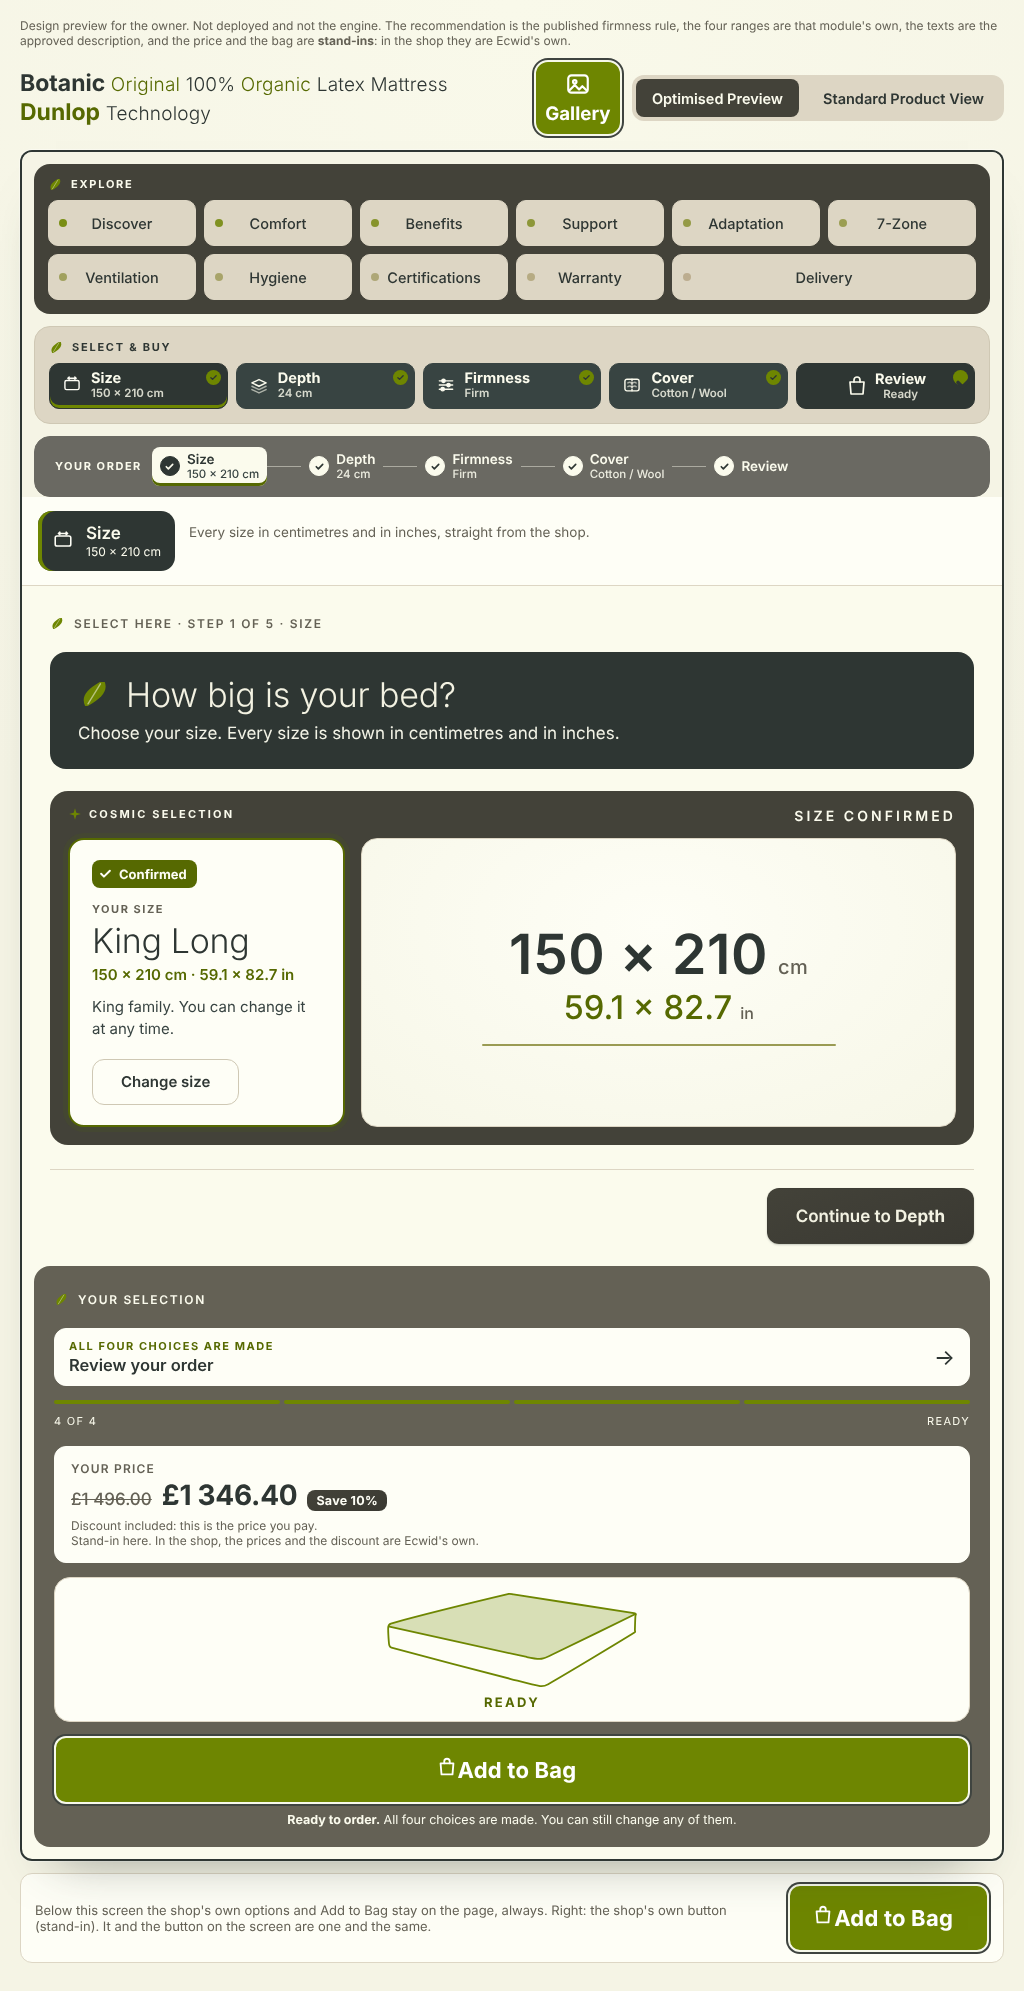 Design preview for the owner. Not deployed and not the engine. The recommendation is the published firmness rule, the four ranges are that module's own, the texts are the
approved description, and the price and the bag are stand-ins: in the shop they are Ecwid's own.
Botanic Original 100% Organic Latex Mattress
Dunlop Technology
Gallery
Optimised Preview
Standard Product View
EXPLORE
Discover
Comfort
Benefits
Support
Adaptation
7-Zone
Ventilation
Hygiene
Certifications
Warranty
Delivery
SELECT & BUY
Size
150 × 210 cm
Depth
24 cm
Firmness
Firm
Cover
Cotton / Wool
Review
Ready
YOUR ORDER
Size
150 × 210 cm
Depth
24 cm
Firmness
Firm
Cover
Cotton / Wool
Review
Size
150 × 210 cm
Every size in centimetres and in inches, straight from the shop.
SELECT HERE · STEP 1 OF 5 · SIZE
How big is your bed?
Choose your size. Every size is shown in centimetres and in inches.
COSMIC SELECTION
SIZE CONFIRMED
Confirmed
YOUR SIZE
King Long
150 × 210 cm · 59.1 × 82.7 in
King family. You can change it
at any time.
Change size
150 × 210 cm
59.1 × 82.7 in
Continue to Depth
YOUR SELECTION
ALL FOUR CHOICES ARE MADE
Review your order
4 OF 4
READY
YOUR PRICE
£1 496.00 £1 346.40 Save 10%
Discount included: this is the price you pay.
Stand-in here. In the shop, the prices and the discount are Ecwid's own.
READY
Add to Bag
Ready to order. All four choices are made. You can still change any of them.
Below this screen the shop's own options and Add to Bag stay on the page, always. Right: the shop's own button
(stand-in). It and the button on the screen are one and the same.
Add to Bag